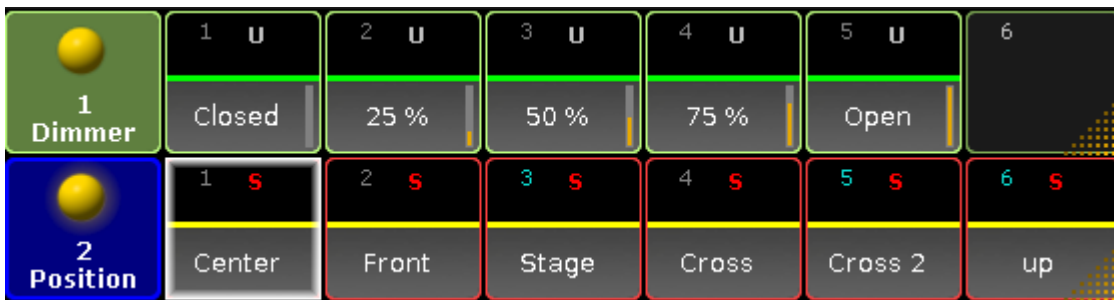 1 U 2 U 3 U 4 U 5 U 6
1
Dimmer
Closed 25 % 50 % 75 % Open
1 S 2 S 3 S 4 S 5 S 6 S
2
Position
Center Front Stage Cross Cross 2 up